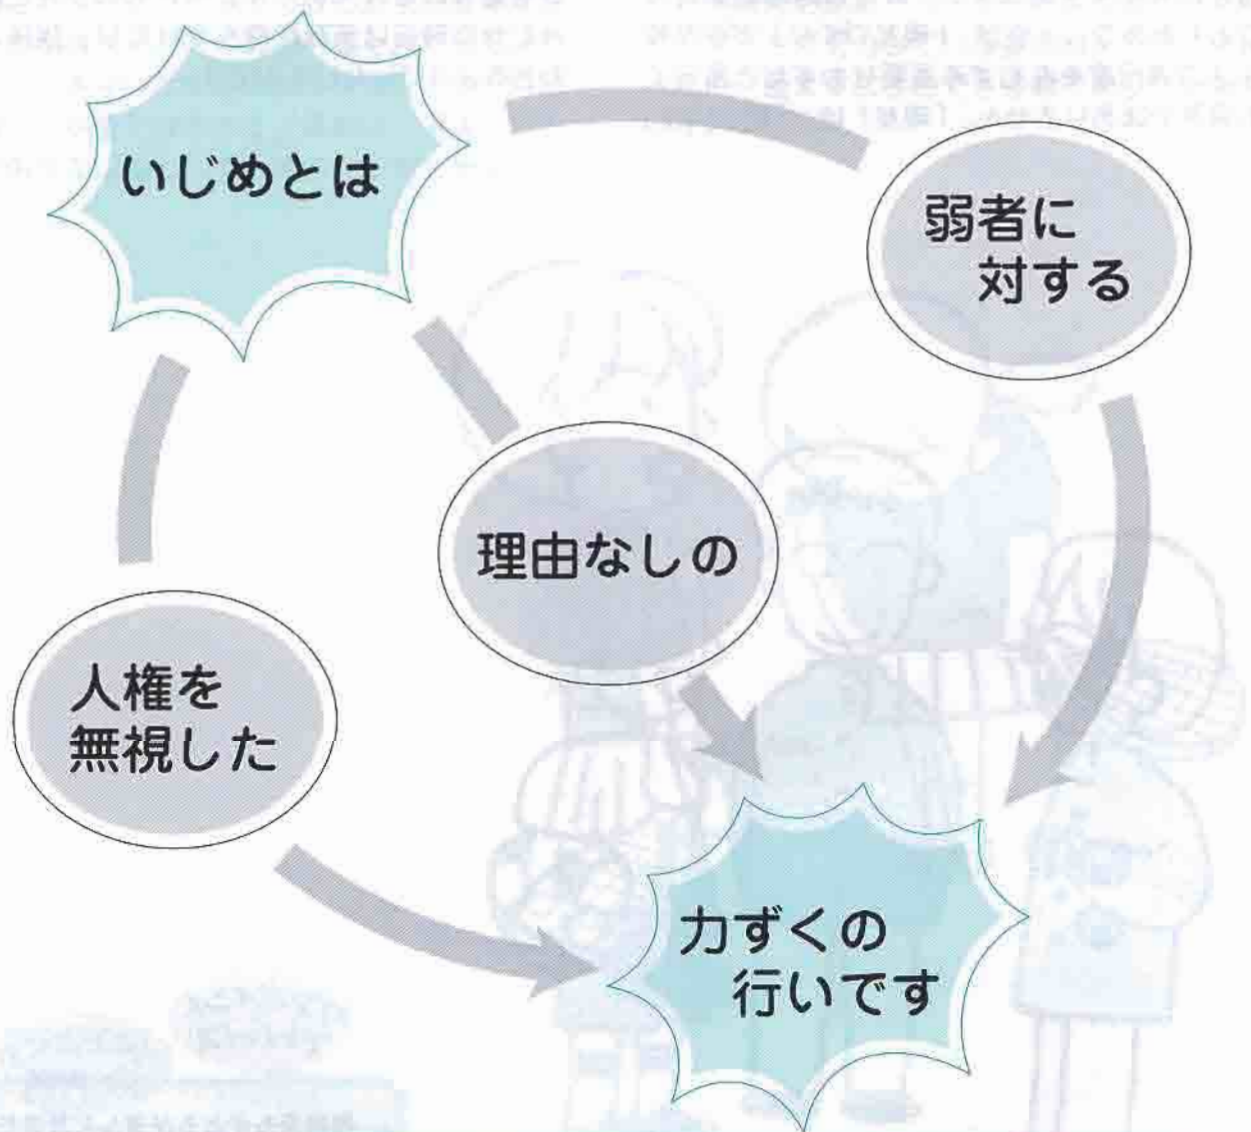 いじめとは
弱者に
対する
理由なしの
人権を
無視した
力ずくの
行いです